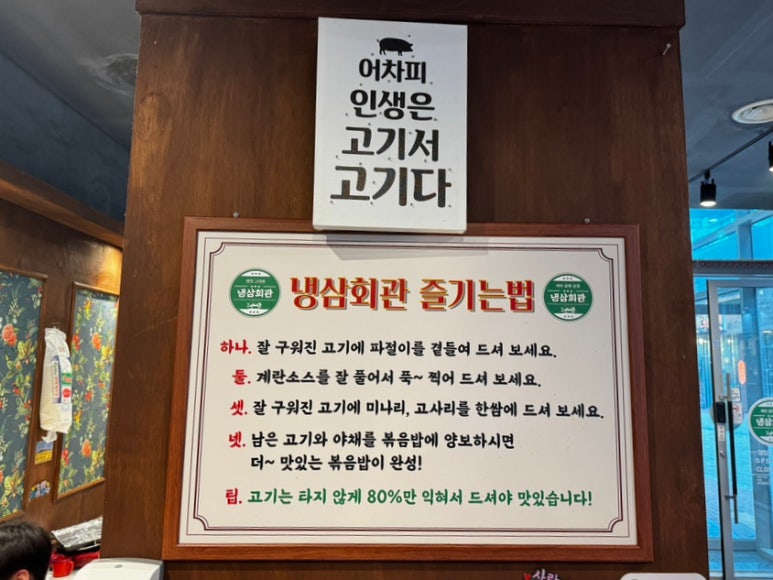 어차피
인생은
고기서
고기다
냉삼회관 즐기는법
냉삼회관
냉삼회관
하나. 잘 구워진 고기에 파절이를 곁들여 드셔 보세요.
둘. 계란소스를 잘 풀어서 푹~ 찍어 드셔 보세요.
셋. 잘 구워진 고기에 미나리, 고사리를 한쌈에 드셔 보세요.
넷. 남은 고기와 야채를 볶음밥에 양보하시면
더~ 맛있는 볶음밥이 완성!
팁. 고기는 타지 않게 80%만 익혀서 드셔야 맛있습니다!
냉삼회관